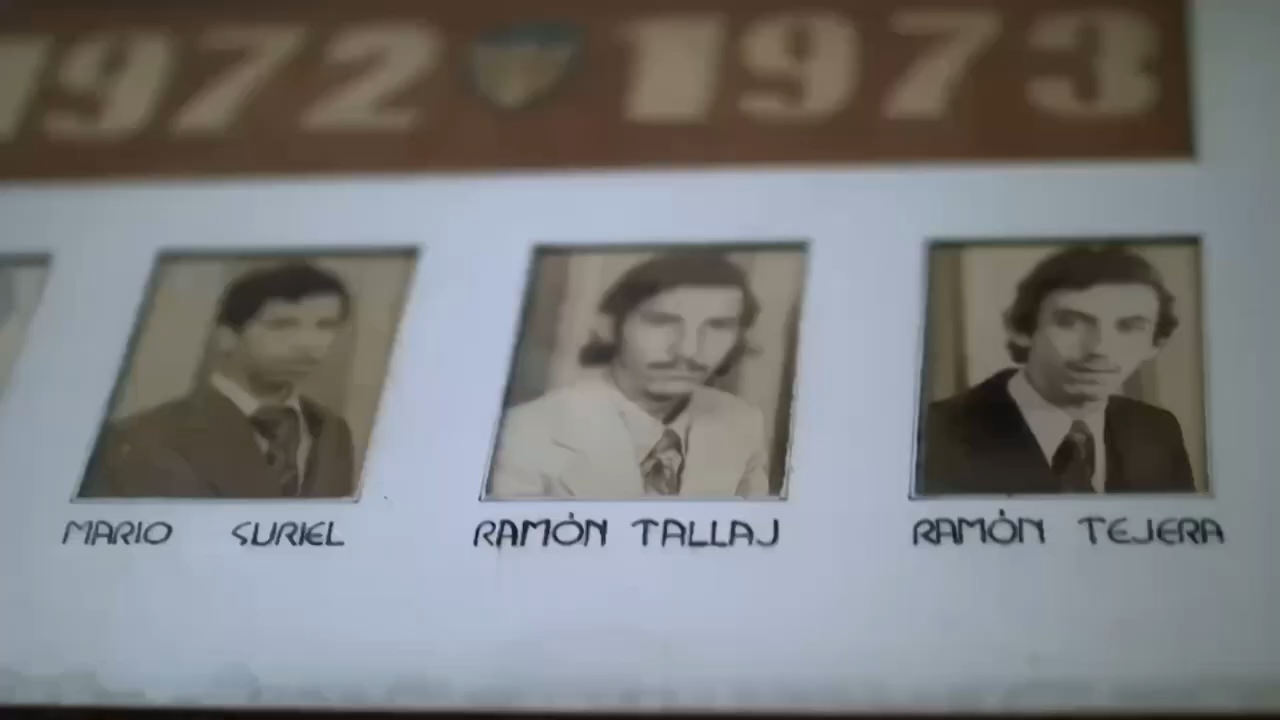 1972 1973
MARIO SURIEL
RAMÓN TALLAJ
RAMÓN TEJERA